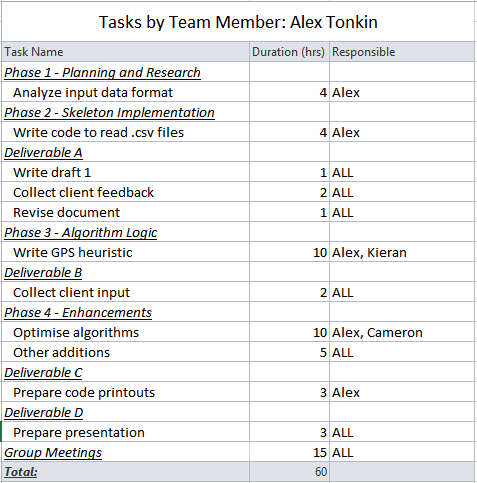 Tasks by Team Member: Alex Tonkin
Task Name Duration (hrs) Responsible
Phase 1 - Planning and Research
Analyze input data format 4 Alex
Phase 2 - Skeleton Implementation
Write code to read .csv files 4 Alex
Deliverable A
Write draft 1 1 ALL
Collect client feedback 2 ALL
Revise document 1 ALL
Phase 3 - Algorithm Logic
Write GPS heuristic 10 Alex, Kieran
Deliverable B
Collect client input 2 ALL
Phase 4 - Enhancements
Optimise algorithms 10 Alex, Cameron
Other additions 5 ALL
Deliverable C
Prepare code printouts 3 Alex
Deliverable D
Prepare presentation 3 ALL
Group Meetings 15 ALL
Total: 60